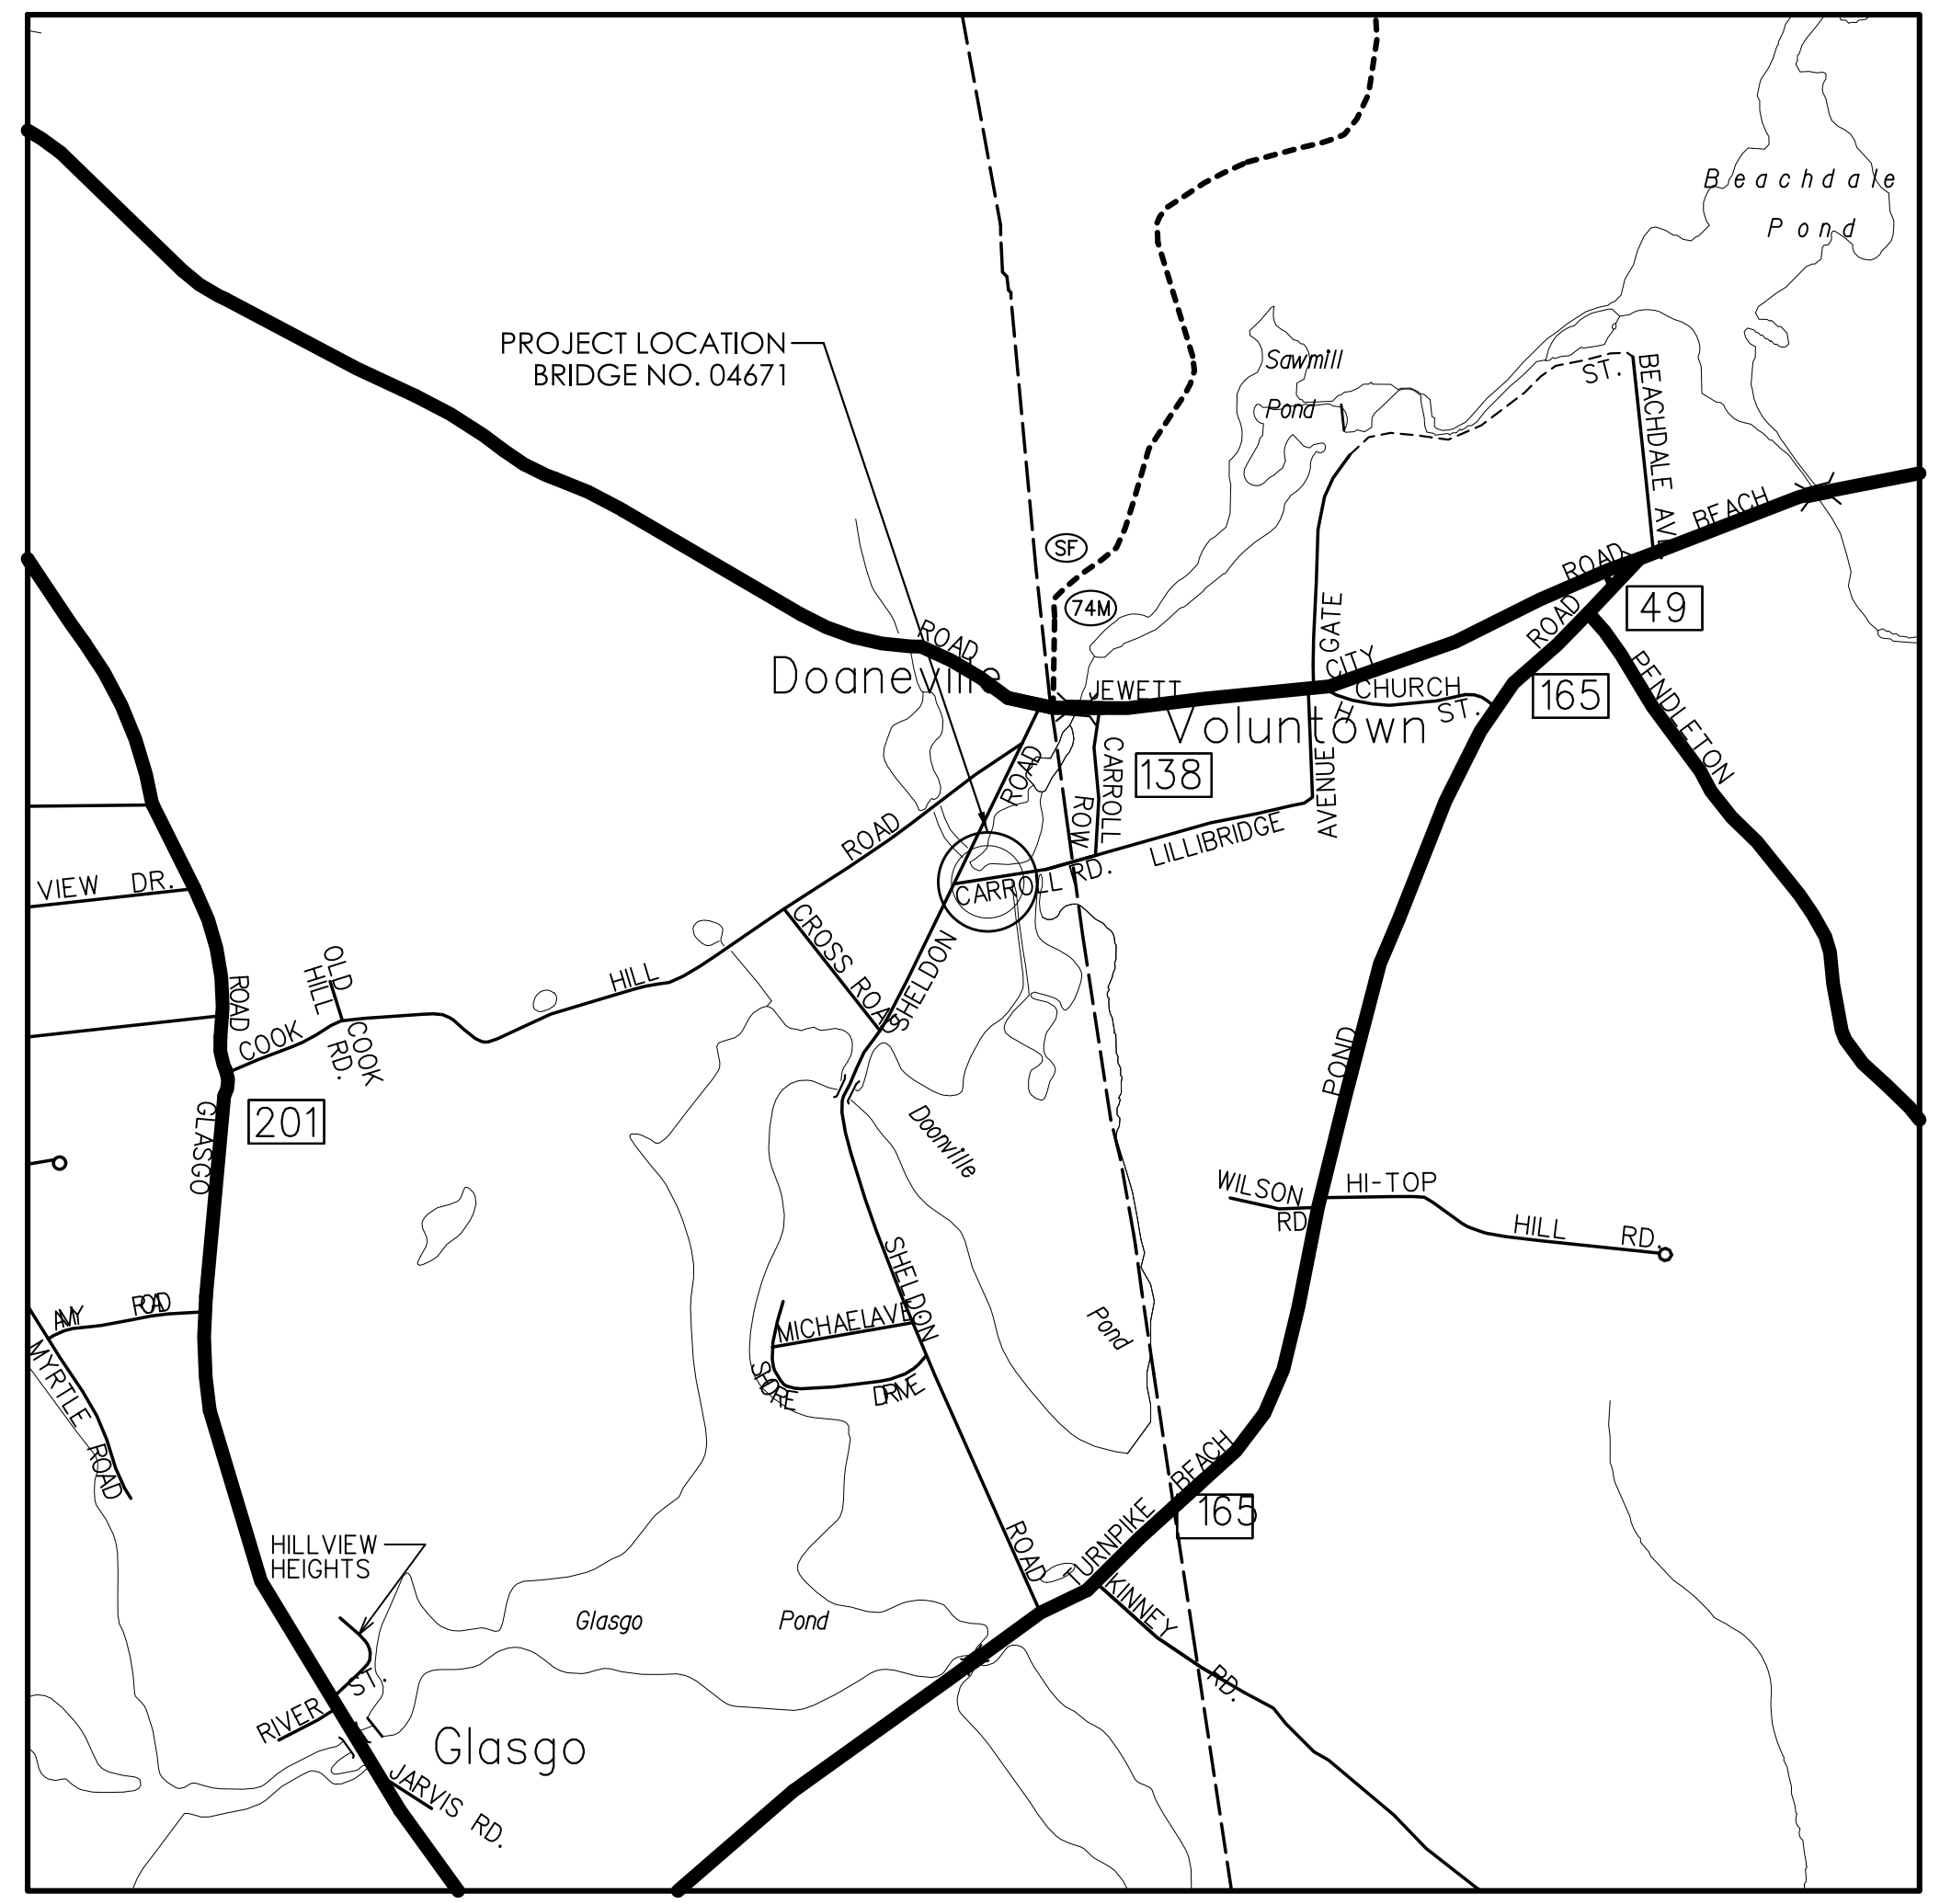 Beachdale
Pond
PROJECT LOCATION
BRIDGE NO. 04671
Sawmill
Pond
ST.
BEACHDALE AVE.
BEACH
ROAD
SF
74M
49
ROAD
GATE
ROAD
Doaneville
JEWETT
CITY
CHURCH
ST.
165
PENDLETON
Voluntown
138
CARROLL
ROW
ROAD
AVENUE
LILLIBRIDGE
ROAD
CARROLL RD.
VIEW DR.
CROSS ROAD
SHELDON
HILL
OLD
HILL
COOK
RD.
ROAD
COOK
201
GLASGO
POND
Doonville
Pond
WILSON
RD
HI-TOP
HILL
RD.
SHELDON
AMY ROAD
MICHAEL AVE.
SHORE DRIVE
MYRTLE
ROAD
BEACH
165
TURNPIKE
ROAD
HILLVIEW
HEIGHTS
KINNEY
RD.
Glasgo
Pond
RIVER ST.
Glasgo
JARVIS RD.